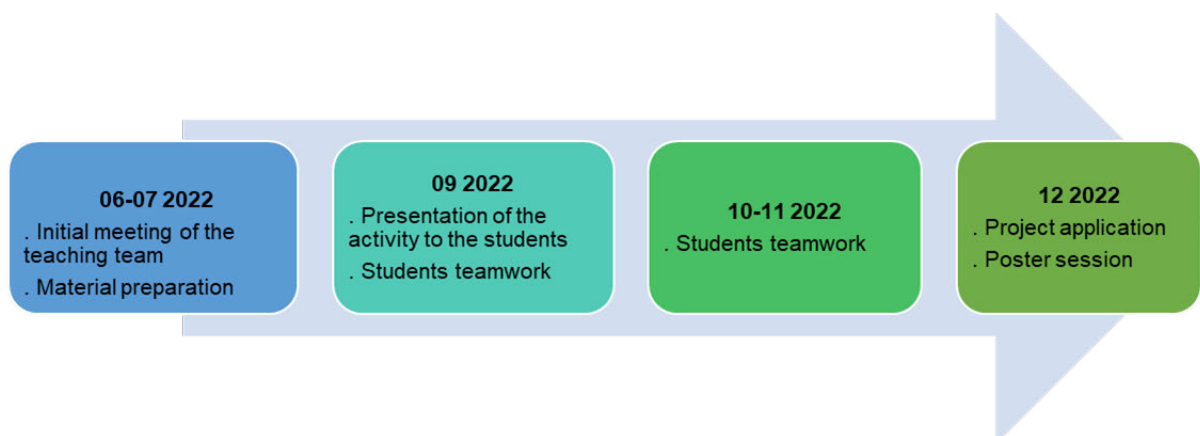 06-07 2022
. Initial meeting of the
teaching team
. Material preparation
09 2022
. Presentation of the
activity to the students
. Students teamwork
10-11 2022
. Students teamwork
12 2022
. Project application
. Poster session